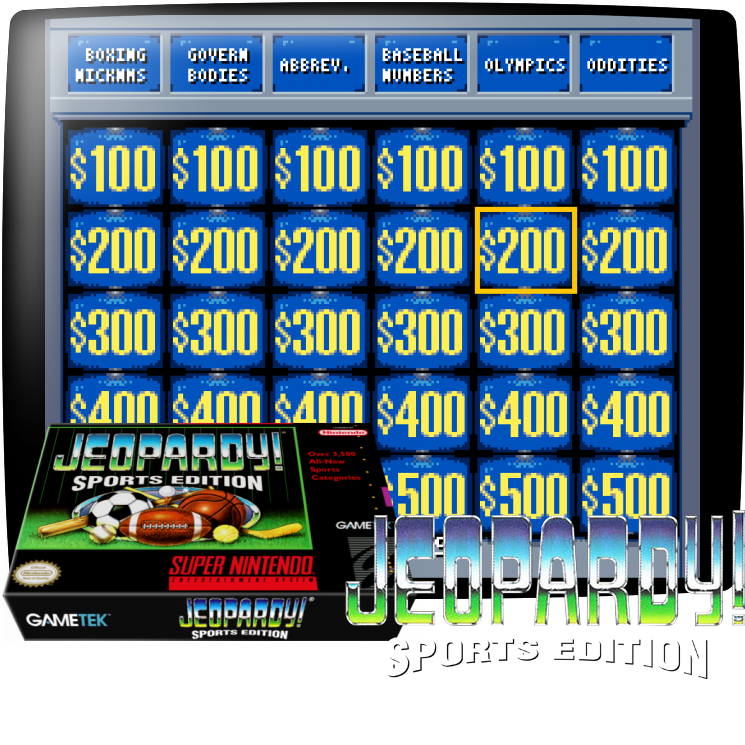 BOXING NICKNMS
GOVERN BODIES
ABBREV.
BASEBALL NUMBERS
OLYMPICS
ODDITIES
$100 $100 $100 $100 $100 $100
$200 $200 $200 $200 $200 $200
$300 $300 $300 $300 $300 $300
$400 $400 $400 $400 $400 $400
$500 $500 $500
JEOPARDY!
SPORTS EDITION
Nintendo
Over 3,500
All-New
Sports
Categories
GAMETEK
SUPER NINTENDO
ENTERTAINMENT SYSTEM
GAMETEK
JEOPARDY!
SPORTS EDITION
JEOPARDY!
SPORTS EDITION